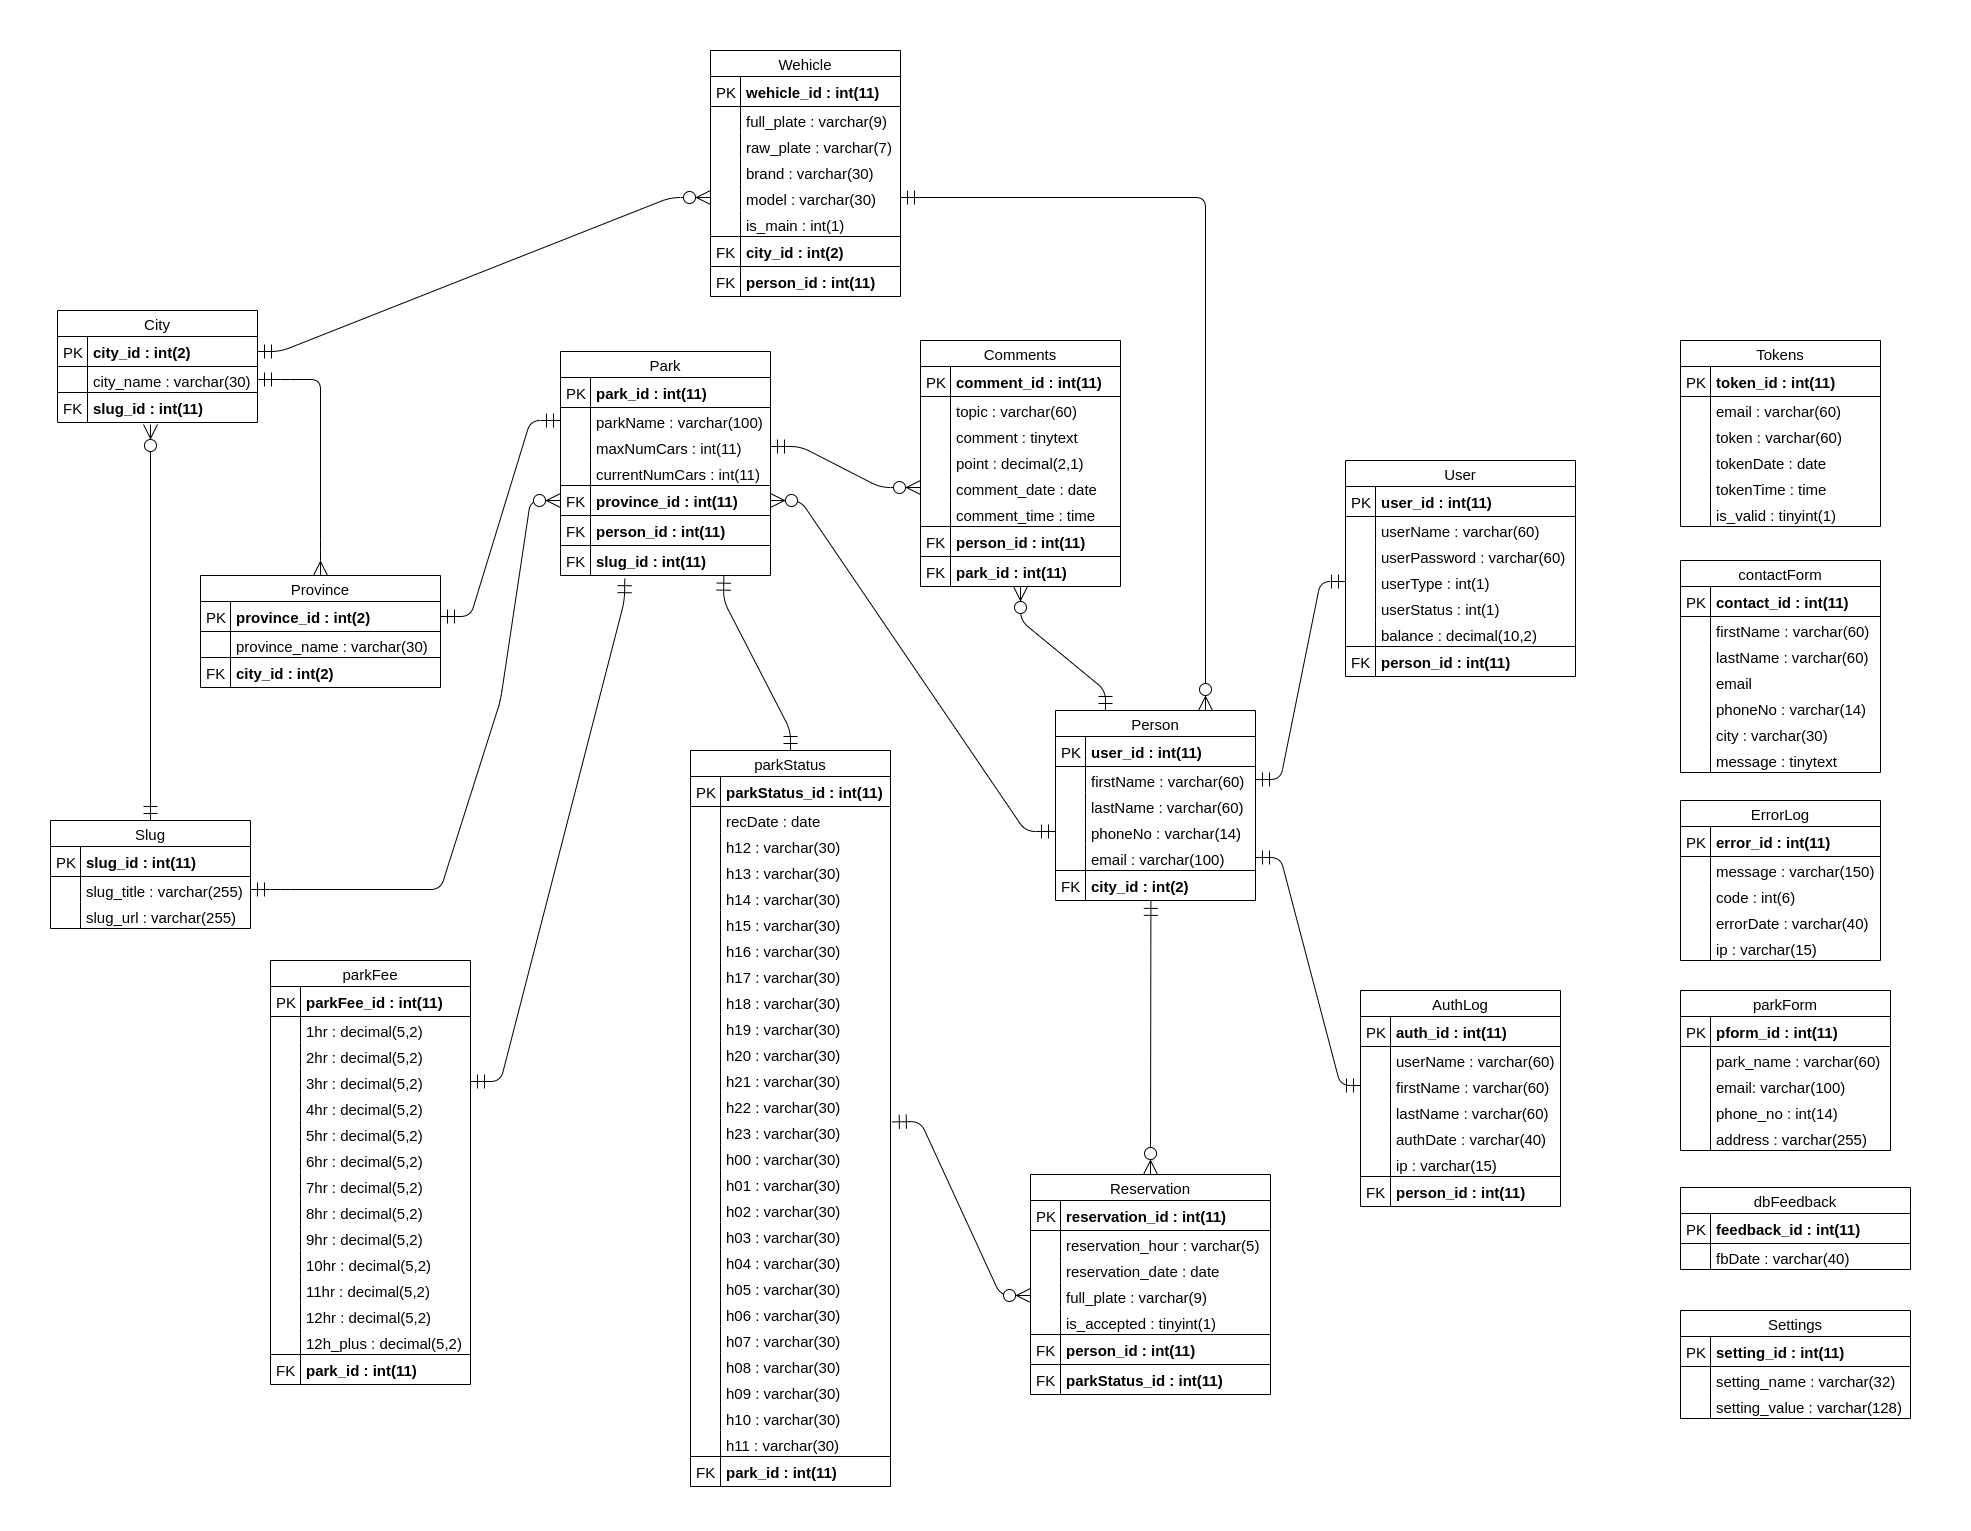 Wehicle
PK wehicle_id : int(11)
full_plate : varchar(9)
raw_plate : varchar(7)
brand : varchar(30)
model : varchar(30)
is_main : int(1)
FK city_id : int(2)
FK person_id : int(11)
City
PK city_id : int(2)
city_name : varchar(30)
FK slug_id : int(11)
Park
PK park_id : int(11)
parkName : varchar(100)
maxNumCars : int(11)
currentNumCars : int(11)
FK province_id : int(11)
FK person_id : int(11)
FK slug_id : int(11)
Comments
PK comment_id : int(11)
topic : varchar(60)
comment : tinytext
point : decimal(2,1)
comment_date : date
comment_time : time
FK person_id : int(11)
FK park_id : int(11)
User
PK user_id : int(11)
userName : varchar(60)
userPassword : varchar(60)
userType : int(1)
userStatus : int(1)
balance : decimal(10,2)
FK person_id : int(11)
Tokens
PK token_id : int(11)
email : varchar(60)
token : varchar(60)
tokenDate : date
tokenTime : time
is_valid : tinyint(1)
Province
PK province_id : int(2)
province_name : varchar(30)
FK city_id : int(2)
contactForm
PK contact_id : int(11)
firstName : varchar(60)
lastName : varchar(60)
email
phoneNo : varchar(14)
city : varchar(30)
message : tinytext
Slug
PK slug_id : int(11)
slug_title : varchar(255)
slug_url : varchar(255)
parkStatus
PK parkStatus_id : int(11)
recDate : date
h12 : varchar(30)
h13 : varchar(30)
h14 : varchar(30)
h15 : varchar(30)
h16 : varchar(30)
h17 : varchar(30)
h18 : varchar(30)
h19 : varchar(30)
h20 : varchar(30)
h21 : varchar(30)
h22 : varchar(30)
h23 : varchar(30)
h00 : varchar(30)
h01 : varchar(30)
h02 : varchar(30)
h03 : varchar(30)
h04 : varchar(30)
h05 : varchar(30)
h06 : varchar(30)
h07 : varchar(30)
h08 : varchar(30)
h09 : varchar(30)
h10 : varchar(30)
h11 : varchar(30)
FK park_id : int(11)
Person
PK user_id : int(11)
firstName : varchar(60)
lastName : varchar(60)
phoneNo : varchar(14)
email : varchar(100)
FK city_id : int(2)
ErrorLog
PK error_id : int(11)
message : varchar(150)
code : int(6)
errorDate : varchar(40)
ip : varchar(15)
parkFee
PK parkFee_id : int(11)
1hr : decimal(5,2)
2hr : decimal(5,2)
3hr : decimal(5,2)
4hr : decimal(5,2)
5hr : decimal(5,2)
6hr : decimal(5,2)
7hr : decimal(5,2)
8hr : decimal(5,2)
9hr : decimal(5,2)
10hr : decimal(5,2)
11hr : decimal(5,2)
12hr : decimal(5,2)
12h_plus : decimal(5,2)
FK park_id : int(11)
AuthLog
PK auth_id : int(11)
userName : varchar(60)
firstName : varchar(60)
lastName : varchar(60)
authDate : varchar(40)
ip : varchar(15)
FK person_id : int(11)
parkForm
PK pform_id : int(11)
park_name : varchar(60)
email: varchar(100)
phone_no : int(14)
address : varchar(255)
Reservation
PK reservation_id : int(11)
reservation_hour : varchar(5)
reservation_date : date
full_plate : varchar(9)
is_accepted : tinyint(1)
FK person_id : int(11)
FK parkStatus_id : int(11)
dbFeedback
PK feedback_id : int(11)
fbDate : varchar(40)
Settings
PK setting_id : int(11)
setting_name : varchar(32)
setting_value : varchar(128)